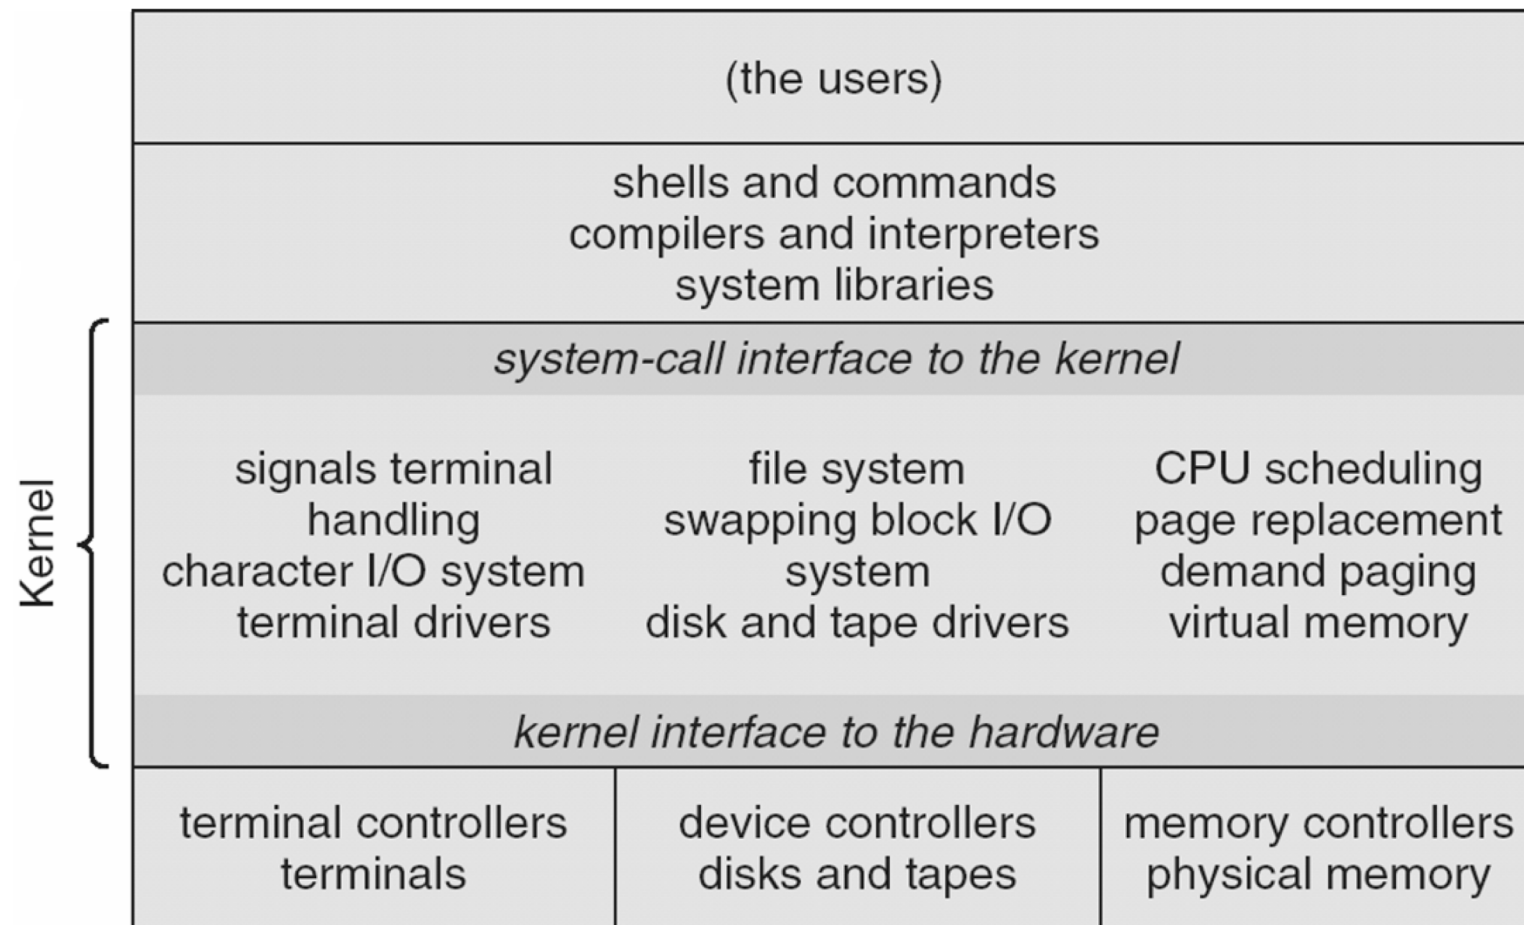 (the users)
shells and commands
compilers and interpreters
system libraries
Kernel
system-call interface to the kernel
signals terminal
handling
character I/O system
terminal drivers
file system
swapping block I/O
system
disk and tape drivers
CPU scheduling
page replacement
demand paging
virtual memory
kernel interface to the hardware
terminal controllers
terminals
device controllers
disks and tapes
memory controllers
physical memory